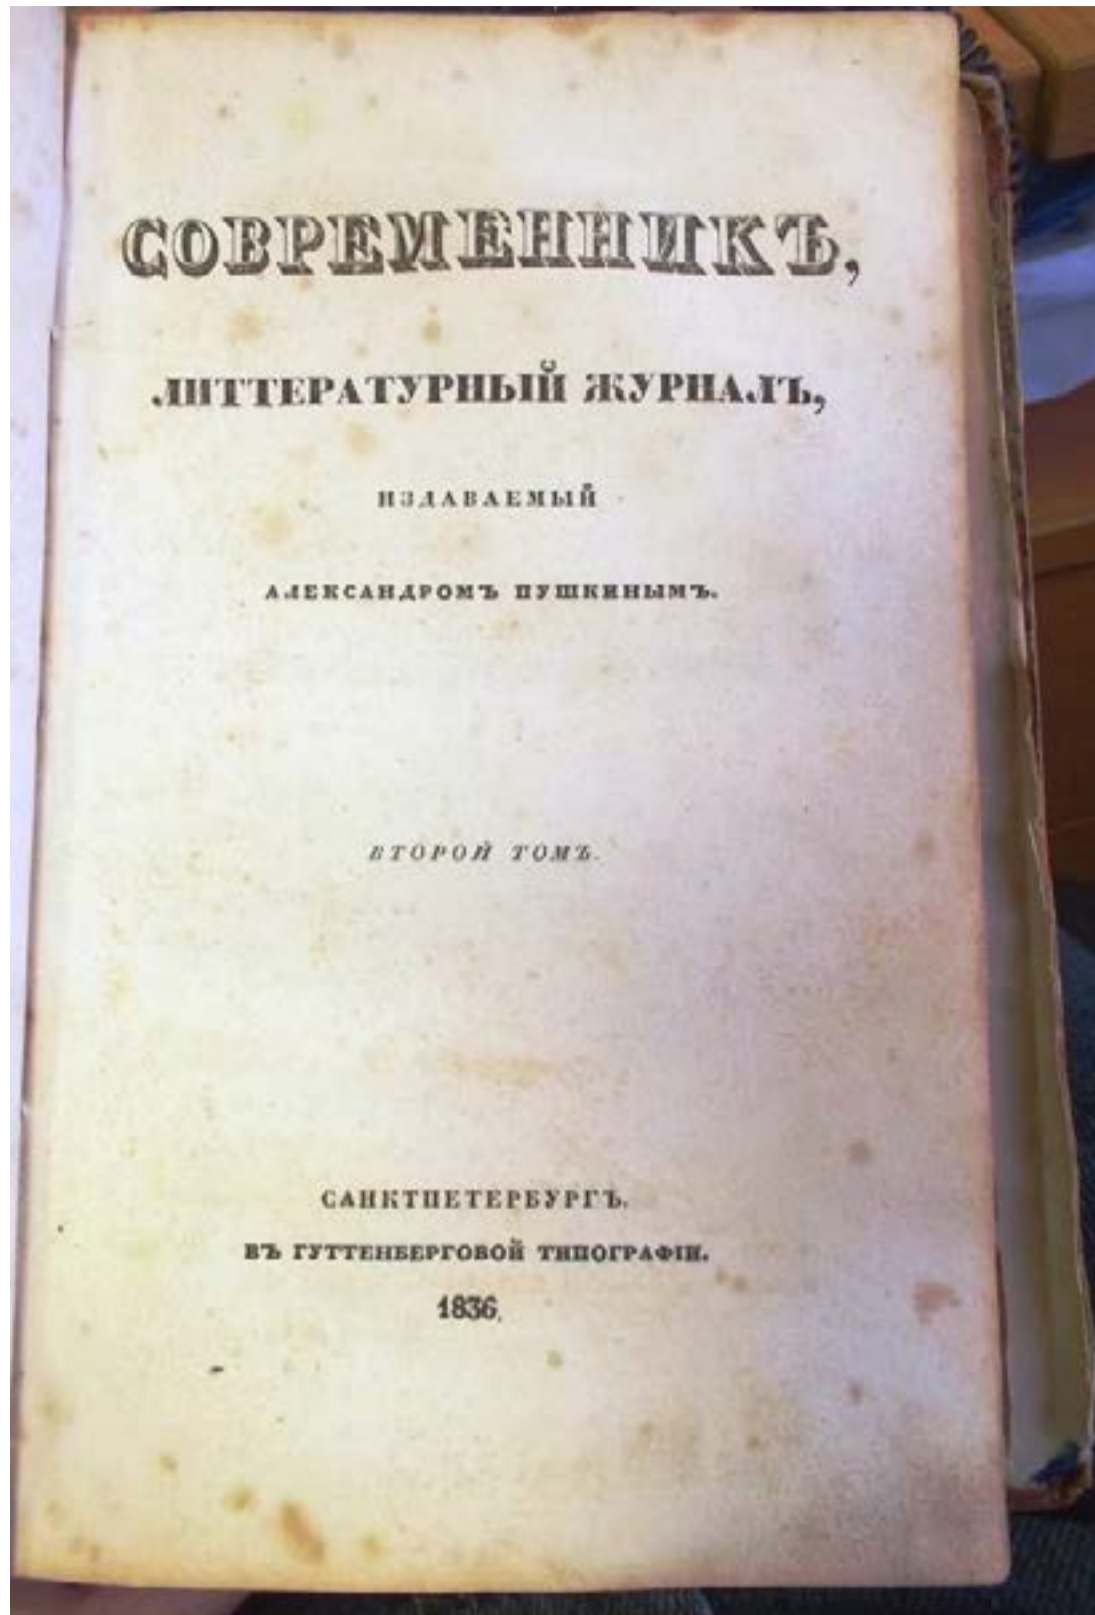 СОВРЕМЕННИКЪ,
ЛИТТЕРАТУРНЫЙ ЖУРНАЛЪ,
ИЗДАВАЕМЫЙ
АЛЕКСАНДРОМЪ ПУШКИНЫМЪ.
ВТОРОЙ ТОМЪ.
САНКТПЕТЕРБУРГЪ.
ВЪ ГУТТЕНБЕРГОВОЙ ТИПОГРАФІИ.
1836.